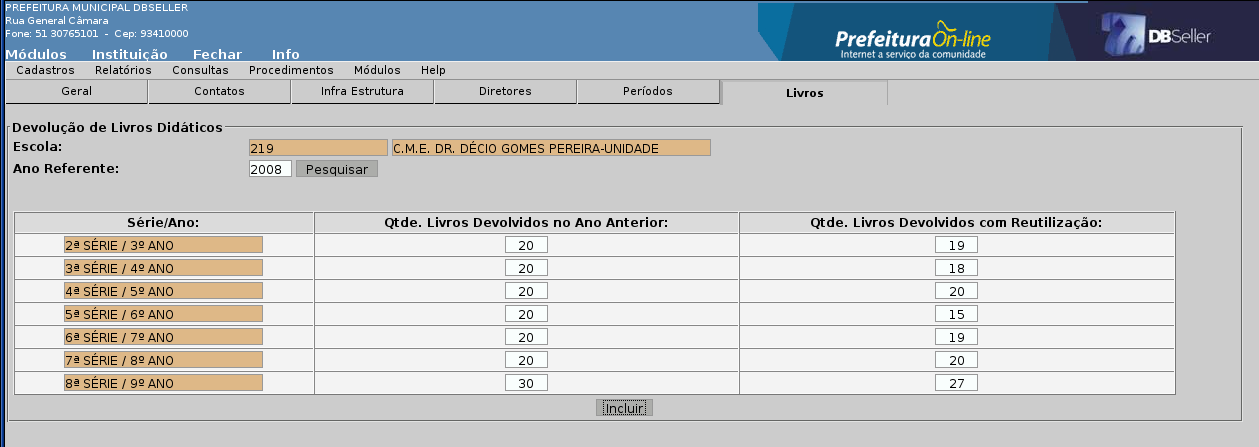 PREFEITURA MUNICIPAL DBSELLER
Rua General Câmara
Fone: 51 30765101 - Cep: 93410000
Módulos Instituição Fechar Info
PrefeituraOn-line
Internet a serviço da comunidade
DBSeller
Cadastros Relatórios Consultas Procedimentos Módulos Help
Geral Contatos Infra Estrutura Diretores Períodos Livros
Devolução de Livros Didáticos
Escola: 219 C.M.E. DR. DÉCIO GOMES PEREIRA-UNIDADE
Ano Referente: 2008 Pesquisar
Série/Ano: Qtde. Livros Devolvidos no Ano Anterior: Qtde. Livros Devolvidos com Reutilização:
2ª SÉRIE / 3º ANO 20 19
3ª SÉRIE / 4º ANO 20 18
4ª SÉRIE / 5º ANO 20 20
5ª SÉRIE / 6º ANO 20 15
6ª SÉRIE / 7º ANO 20 19
7ª SÉRIE / 8º ANO 20 20
8ª SÉRIE / 9º ANO 30 27
Incluir